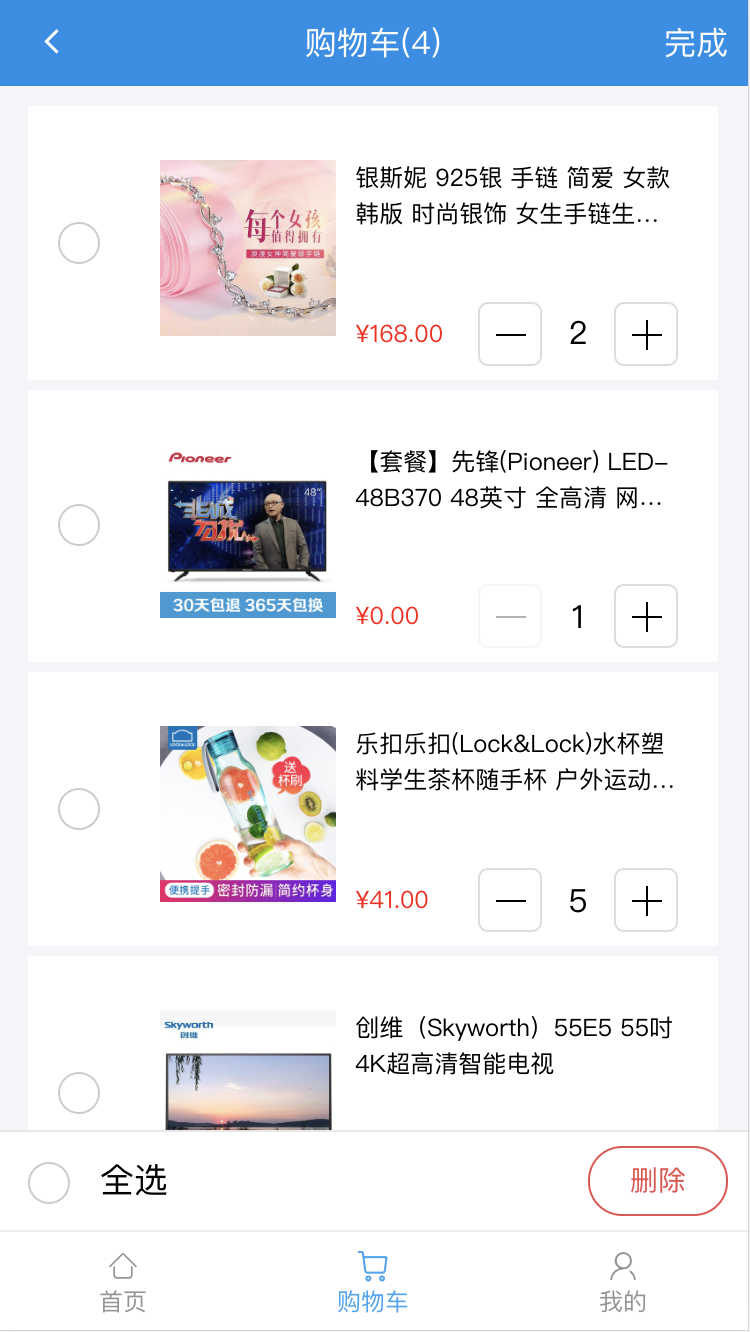 购物车(4)
完成
每个女孩
值得拥有
浪漫女神简爱银手链
银斯妮 925银 手链 简爱 女款
韩版 时尚银饰 女生手链生...
¥168.00
2
Pioneer
48"
非诚
勿扰
30天包退 365天包换
【套餐】先锋(Pioneer) LED-
48B370 48英寸 全高清 网...
¥0.00
1
LOCK&LOCK
送
杯刷
便携提手 密封防漏 简约杯身
乐扣乐扣(Lock&Lock)水杯塑
料学生茶杯随手杯 户外运动...
¥41.00
5
Skyworth
创维
创维（Skyworth）55E5 55吋
4K超高清智能电视
全选
删除
首页
购物车
我的